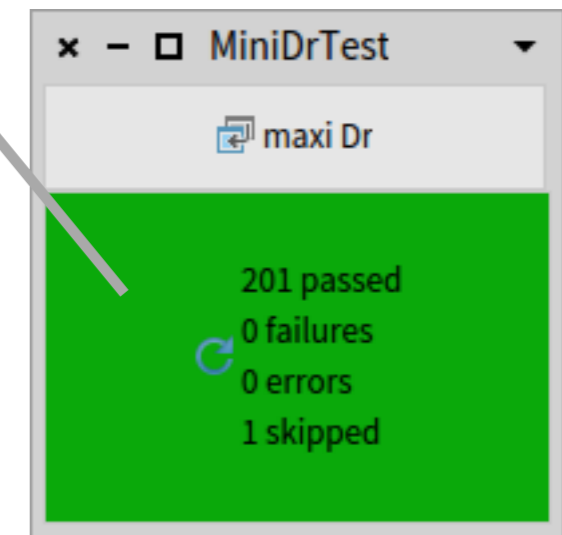 MiniDrTest
maxi Dr
201 passed
0 failures
0 errors
1 skipped